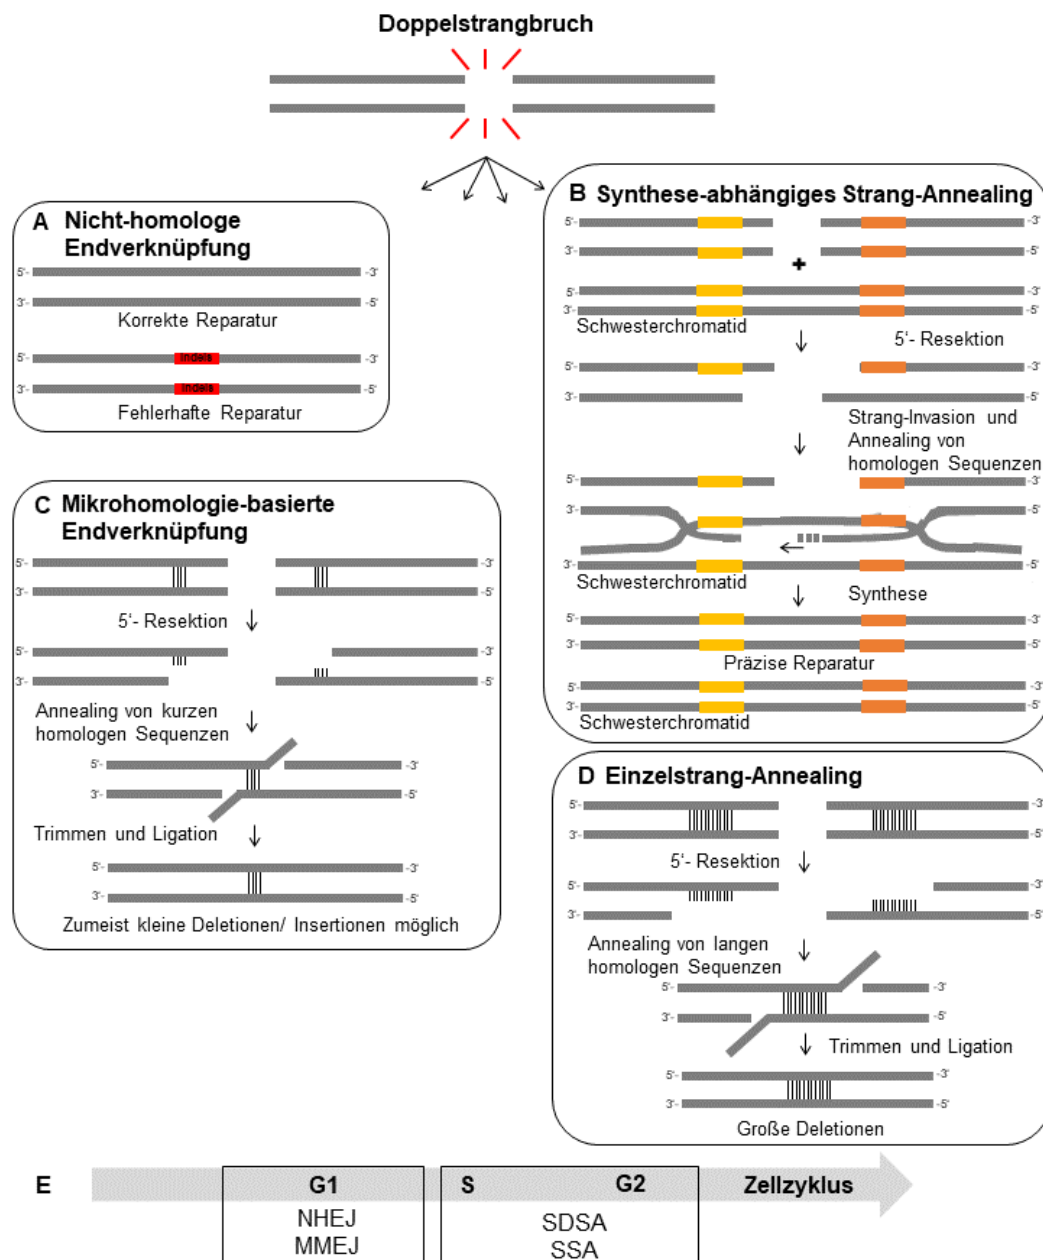 Doppelstrangbruch
A Nicht-homologe
Endverknüpfung
5'- -3'
3'- -5'
Korrekte Reparatur
5'- Indels -3'
3'- Indels -5'
Fehlerhafte Reparatur
B Synthese-abhängiges Strang-Annealing
5'- -3'
3'- -5'
+
5'- -3'
3'- -5'
Schwesterchromatid
5'- Resektion
5'- -3'
3'- -5'
Strang-Invasion und
Annealing von
homologen Sequenzen
5'- -3'
3'- -5'
5'- -3'
3'- -5'
Schwesterchromatid
Synthese
5'- -3'
3'- -5'
Präzise Reparatur
5'- -3'
3'- -5'
Schwesterchromatid
C Mikrohomologie-basierte
Endverknüpfung
5'- -3'
3'- -5'
5'- Resektion
5'- -3'
3'- -5'
Annealing von kurzen
homologen Sequenzen
5'- -3'
3'- -5'
Trimmen und Ligation
5'- -3'
3'- -5'
Zumeist kleine Deletionen/ Insertionen möglich
D Einzelstrang-Annealing
5'- -3'
3'- -5'
5'- Resektion
5'- -3'
3'- -5'
Annealing von langen
homologen Sequenzen
5'- -3'
3'- -5'
Trimmen und Ligation
5'- -3'
3'- -5'
Große Deletionen
E G1 S G2 Zellzyklus
NHEJ SDSA
MMEJ SSA